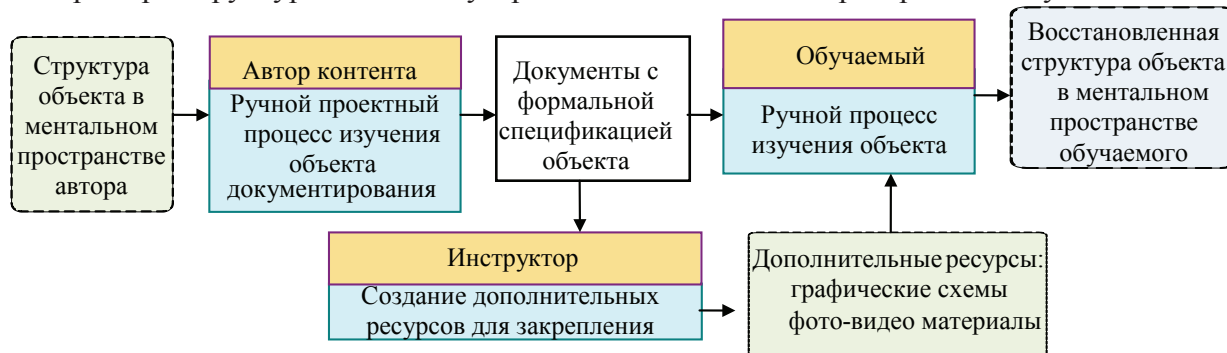 Структура
объекта в
ментальном
пространстве
автора
Автор контента
Ручной проектный
процесс изучения
объекта
документирования
Документы с
формальной
спецификацией
объекта
Обучаемый
Ручной процесс
изучения объекта
Восстановленная
структура объекта
в ментальном
пространстве
обучаемого
Инструктор
Создание дополнительных
ресурсов для закрепления
Дополнительные ресурсы:
графические схемы
фото-видео материалы